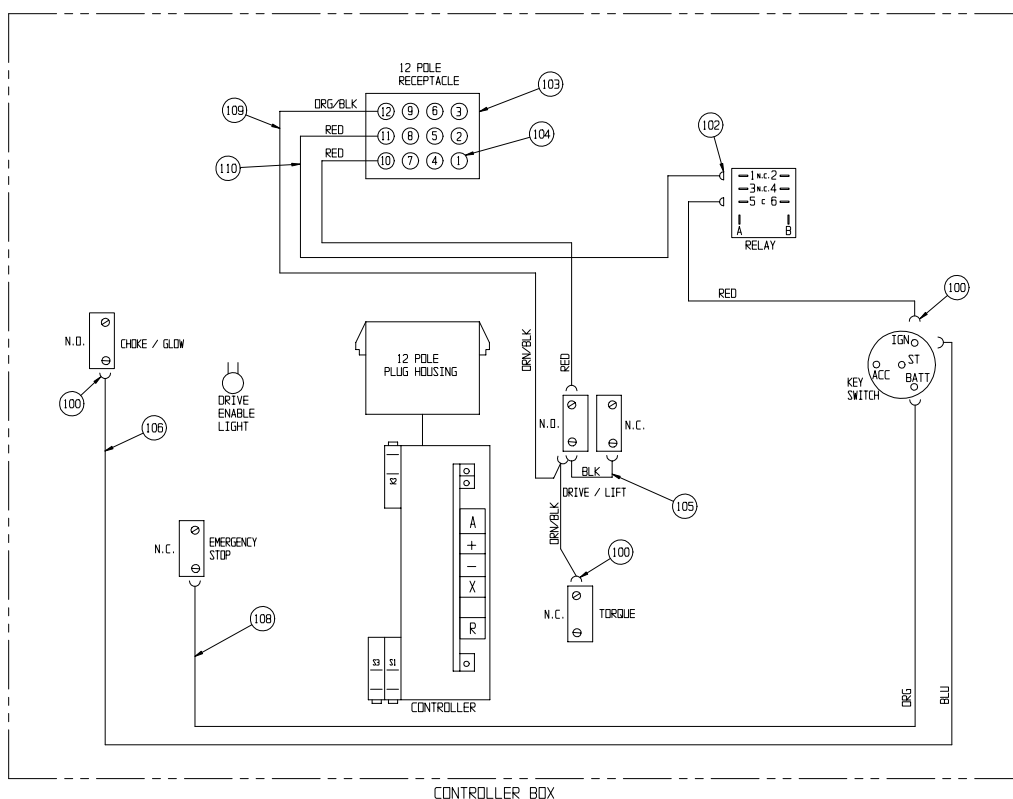 12 POLE
RECEPTACLE
ORG/BLK
RED
RED
12 9 6 3
11 8 5 2
10 7 4 1
103
104
109
110
102
1 N.C. 2
3 N.C. 4
5 C 6
A B
RELAY
RED
100
IGN
ST
ACC
BATT
KEY
SWITCH
N.O.
CHOKE / GLOW
100
106
DRIVE
ENABLE
LIGHT
12 POLE
PLUG HOUSING
ORN/BLK
RED
N.O.
N.C.
BLK
DRIVE / LIFT
105
ORN/BLK
100
N.C.
TORQUE
N.C.
EMERGENCY
STOP
108
X3
A
+
-
X
R
S3 S1
CONTROLLER
ORG
BLU
CONTROLLER BOX